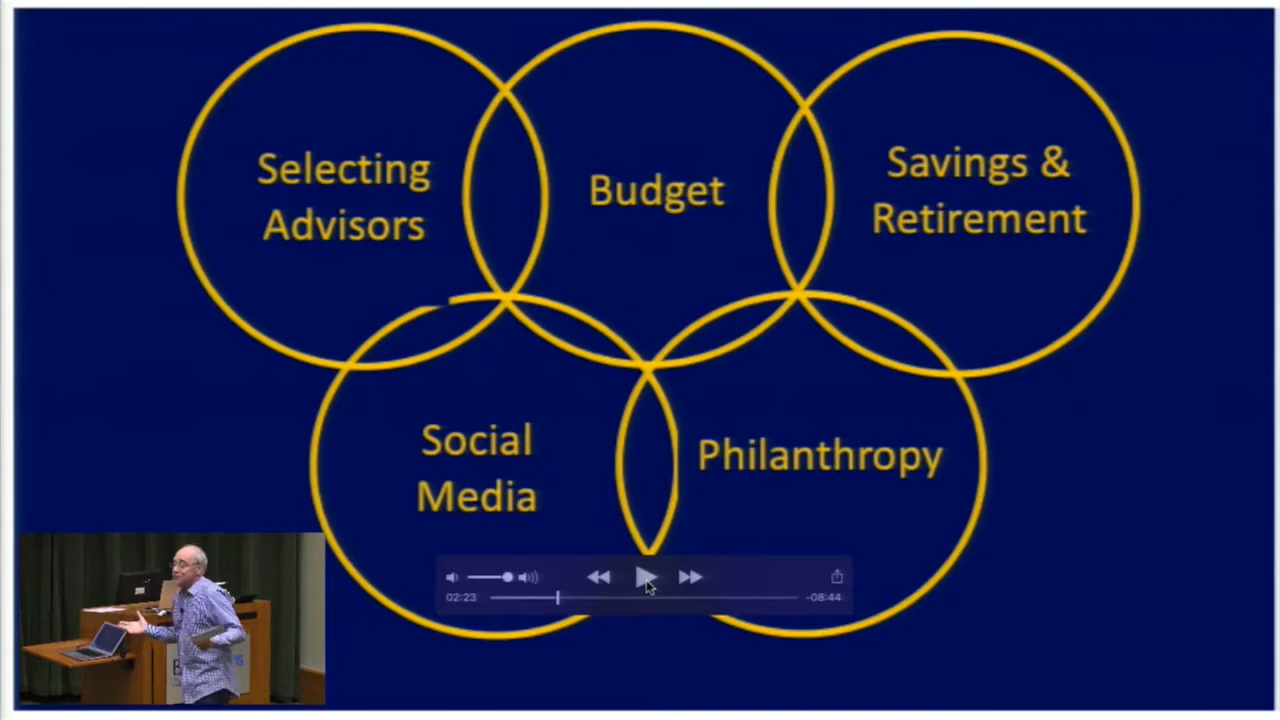 Selecting
Advisors
Budget
Savings &
Retirement
Social
Media
Philanthropy
02:23
-08:44